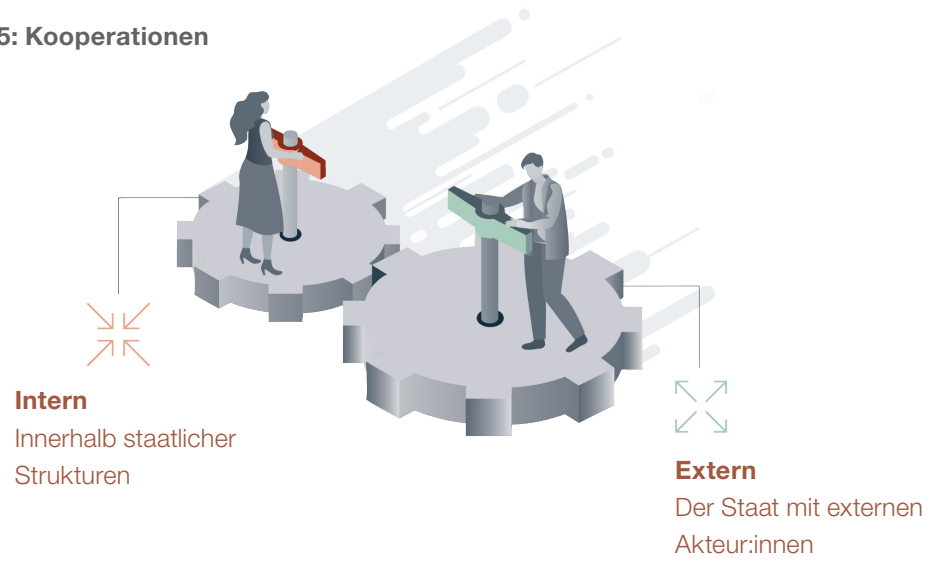 5: Kooperationen
Intern
Innerhalb staatlicher
Strukturen
Extern
Der Staat mit externen
Akteur:innen